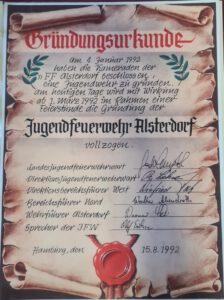 Gründungsurkunde
am 4. Januar 1992
haben die Kameraden der
FF Alsterdorf beschlossen
eine Jugendwehr zu gründen.
am heutigen Tage wird mit Wirkung
ab 1. März 1992 im Rahmen einer
Feierstunde die Gründung der
Jugendfeuerwehr Alsterdorf
vollzogen.
Landesjugendfeuerwehrwart
Direktionsjugendfeuerwehrwart
Direktionsbereichsführer West
Bereichsführer Nord
Wehrführer Alsterdorf
Sprecher der JFW
Hamburg, den 15.8.1992